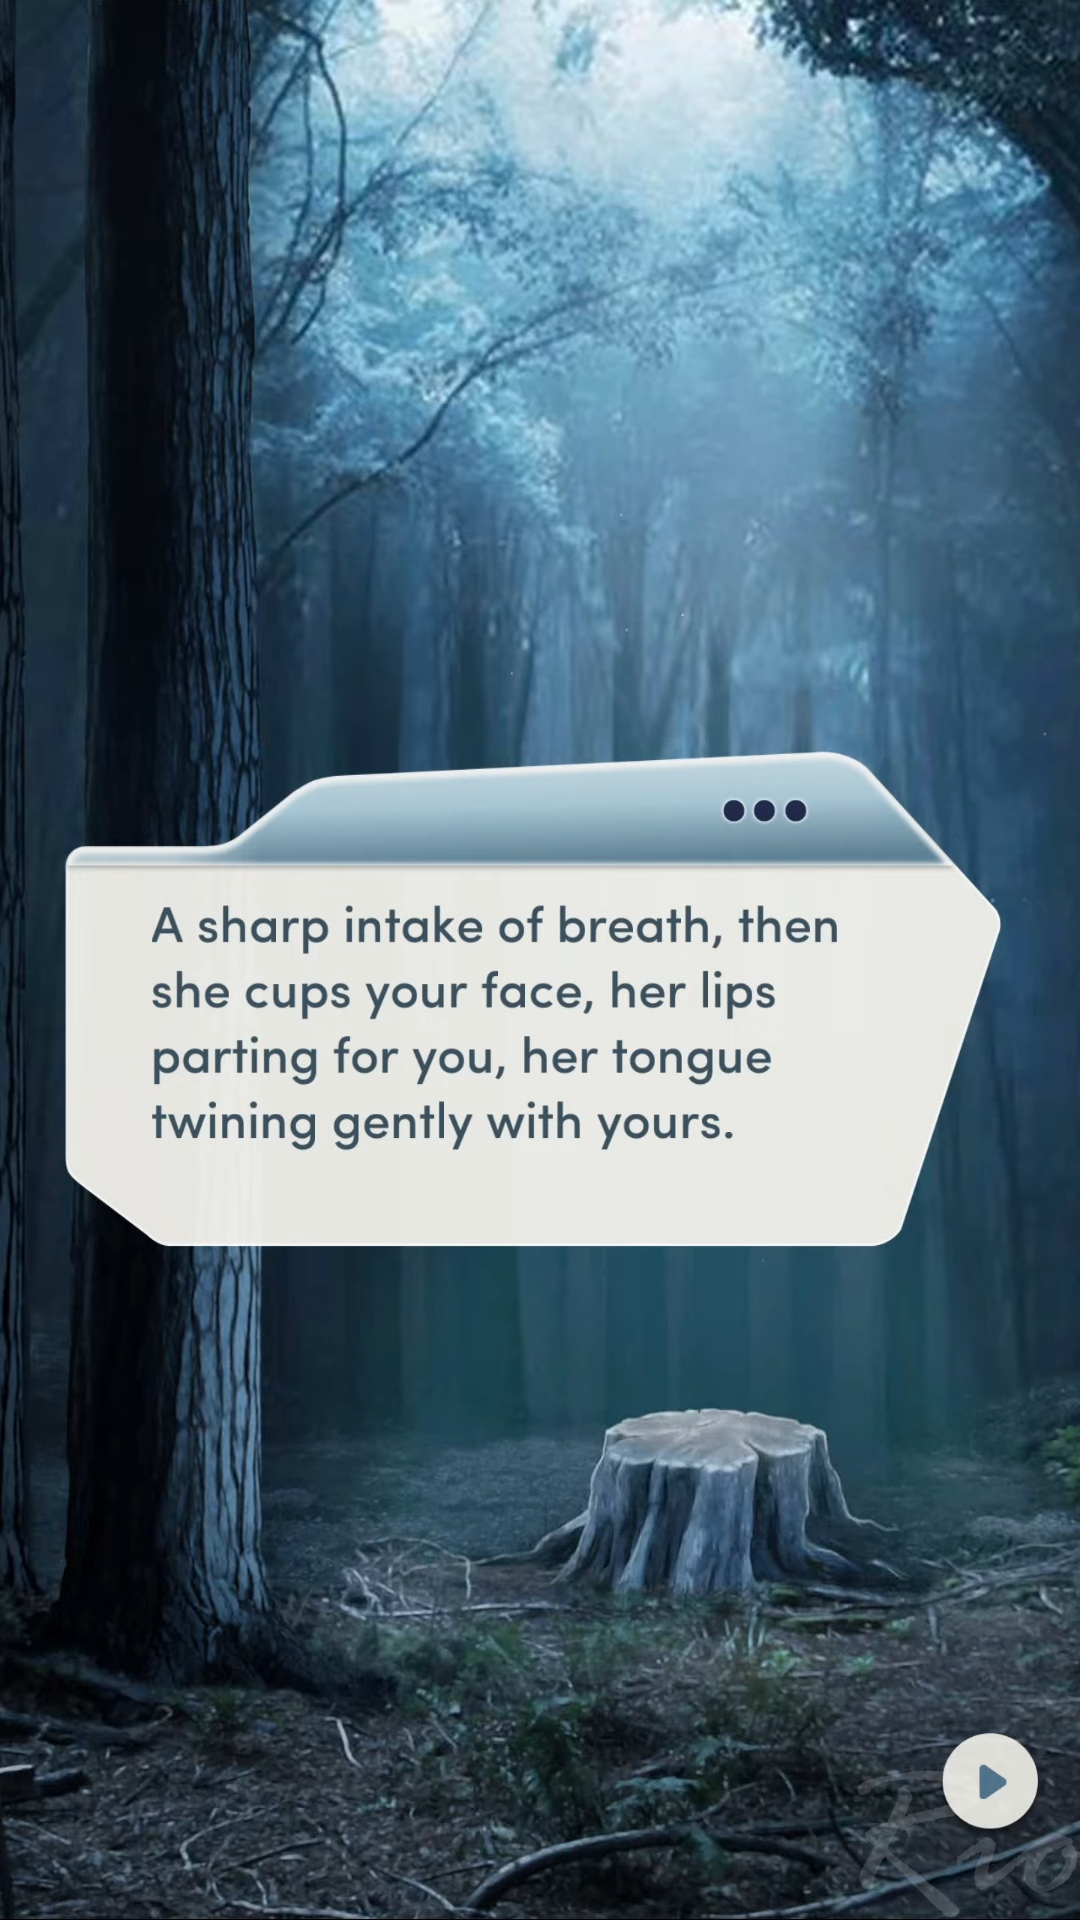 A sharp intake of breath, then
she cups your face, her lips
parting for you, her tongue
twining gently with yours.
Rio